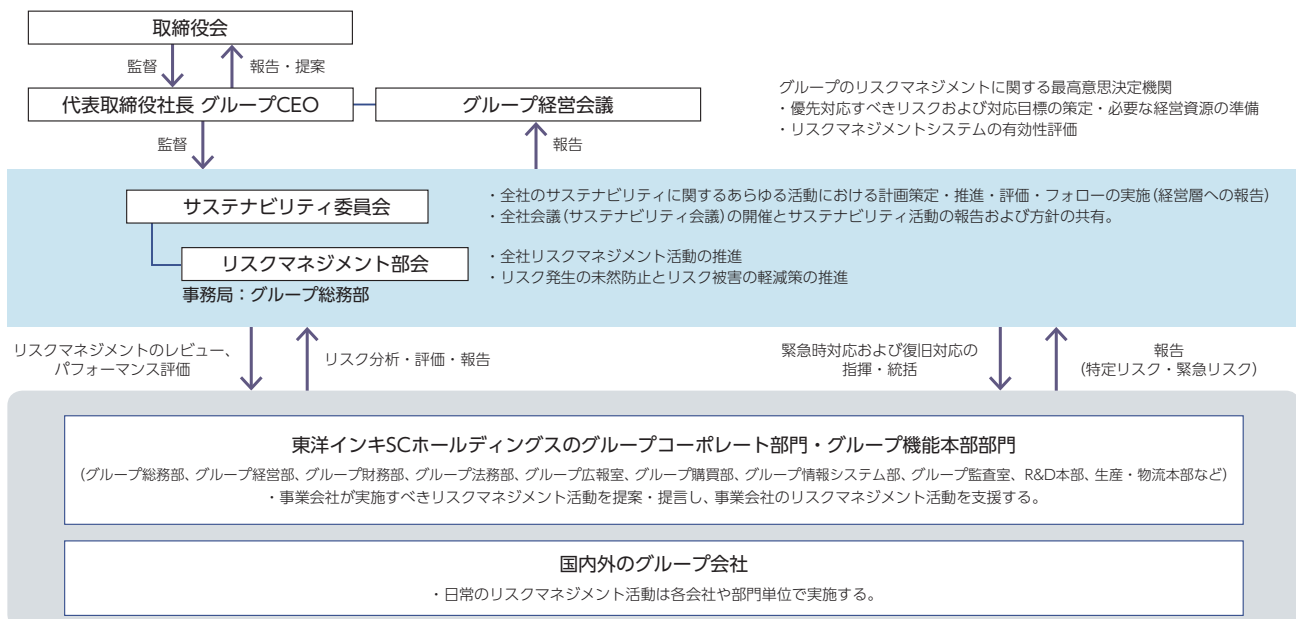 取締役会
監督
報告・提案
代表取締役社長 グループCEO
グループ経営会議
グループのリスクマネジメントに関する最高意思決定機関
・優先対応すべきリスクおよび対応目標の策定・必要な経営資源の準備
・リスクマネジメントシステムの有効性評価
監督
報告
サステナビリティ委員会
・全社のサステナビリティに関するあらゆる活動における計画策定・推進・評価・フォローの実施(経営層への報告)
・全社会議(サステナビリティ会議)の開催とサステナビリティ活動の報告および方針の共有。
リスクマネジメント部会
・全社リスクマネジメント活動の推進
・リスク発生の未然防止とリスク被害の軽減策の推進
事務局：グループ総務部
リスクマネジメントのレビュー、
パフォーマンス評価
リスク分析・評価・報告
緊急時対応および復旧対応の
指揮・統括
報告
(特定リスク・緊急リスク)
東洋インキSCホールディングスのグループコーポレート部門・グループ機能本部部門
(グループ総務部、グループ経営部、グループ財務部、グループ法務部、グループ広報室、グループ購買部、グループ情報システム部、グループ監査室、R&D本部、生産・物流本部など)
・事業会社が実施すべきリスクマネジメント活動を提案・提言し、事業会社のリスクマネジメント活動を支援する。
国内外のグループ会社
・日常のリスクマネジメント活動は各会社や部門単位で実施する。